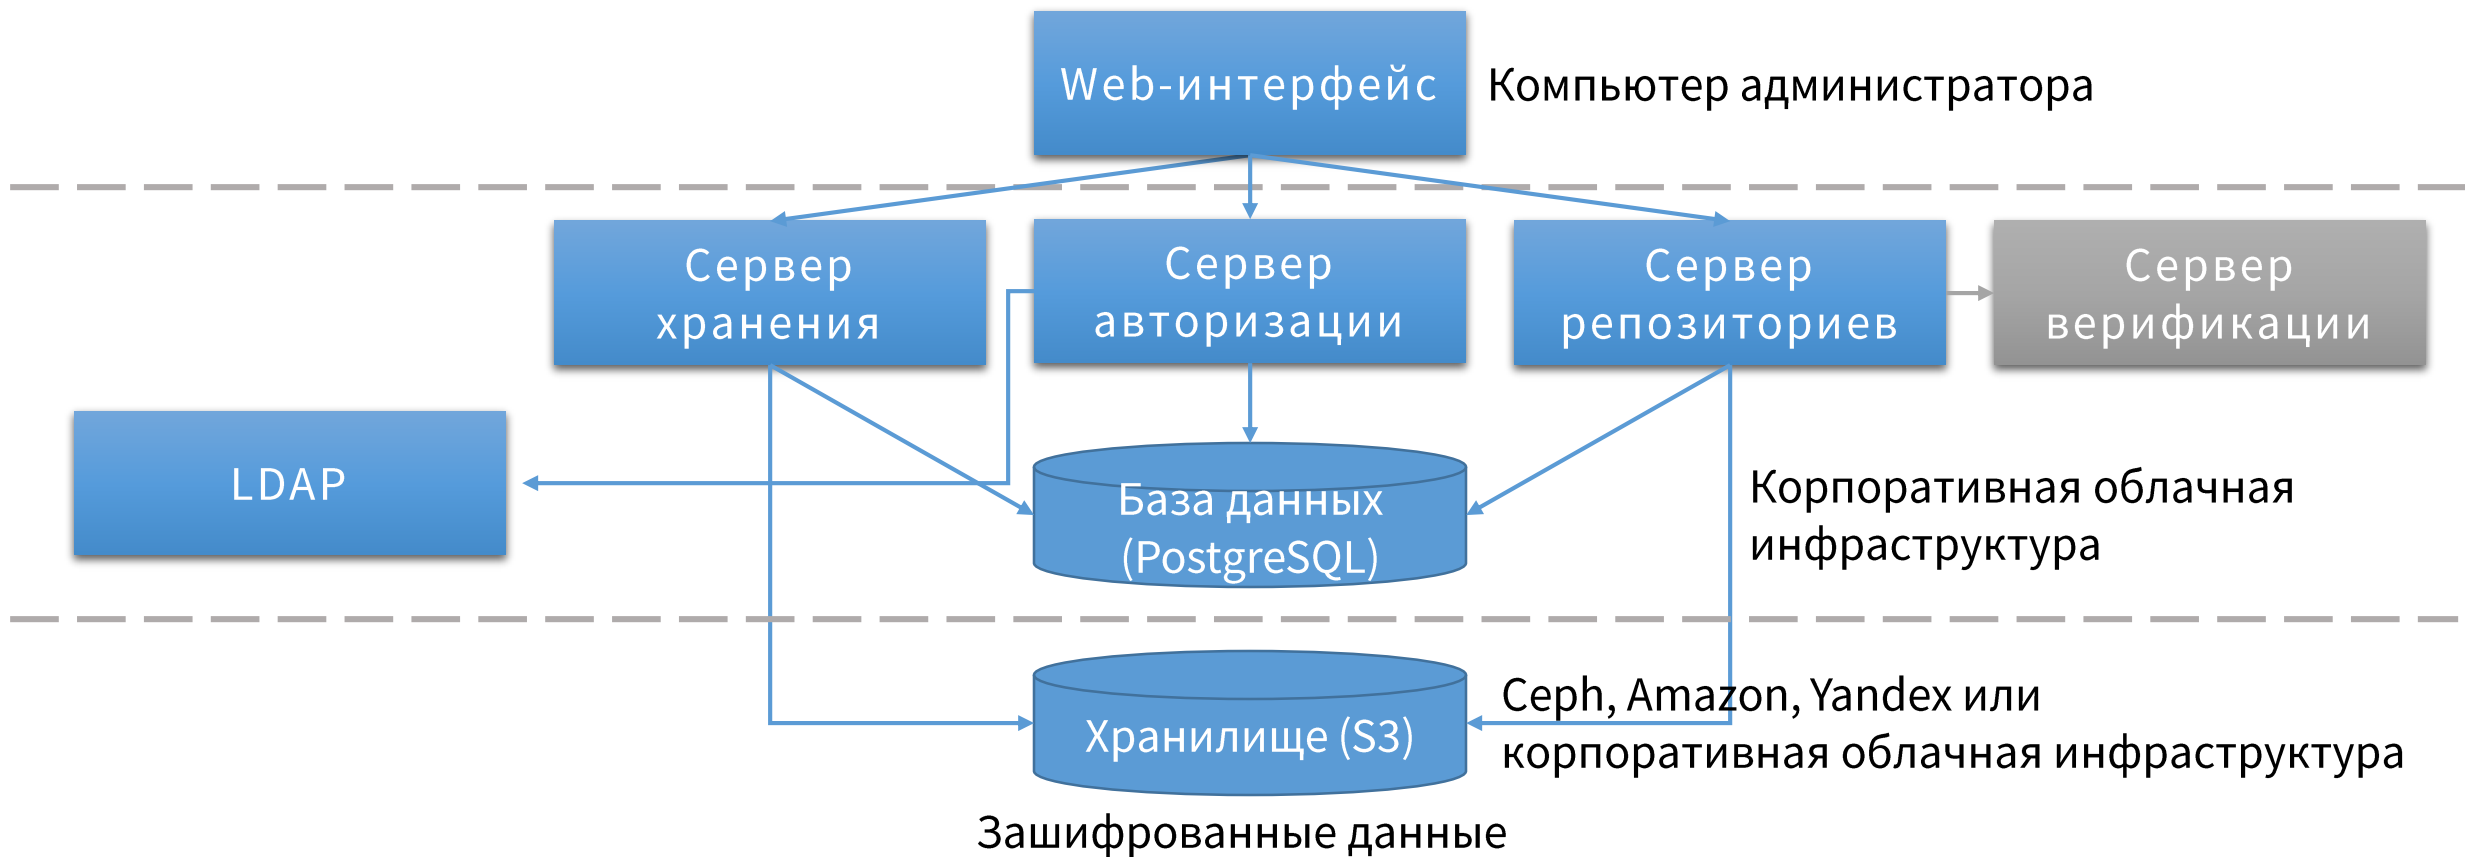 Web-интерфейс
Компьютер администратора
Сервер
хранения
Сервер
авторизации
Сервер
репозиториев
Сервер
верификации
LDAP
База данных
(PostgreSQL)
Корпоративная облачная
инфраструктура
Хранилище (S3)
Ceph, Amazon, Yandex или
корпоративная облачная инфраструктура
Зашифрованные данные